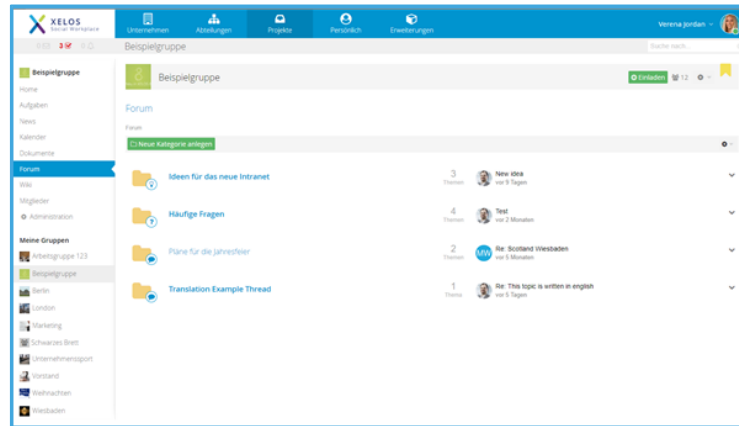 XELOS
Social Workplace
Unternehmen
Abteilungen
Projekte
Persönlich
Erweiterungen
Verena Jordan
3
Beispielgruppe
Suche nach...
Beispielgruppe
Home
Aufgaben
News
Kalender
Dokumente
Forum
Wiki
Mitglieder
Administration
Meine Gruppen
Arbeitsgruppe 123
Beispielgruppe
Berlin
London
Marketing
Schwarzes Brett
Unternehmenssport
Vorstand
Weihnachten
Wiesbaden
Beispielgruppe
Einladen
12
Forum
Forum
Neue Kategorie anlegen
Ideen für das neue Intranet
3
Themen
New idea
vor 9 Tagen
Häufige Fragen
4
Themen
Test
vor 2 Monaten
Pläne für die Jahresfeier
2
Themen
MW
Re: Scotland Wiesbaden
vor 5 Monaten
Translation Example Thread
1
Thema
Re: This topic is written in english
vor 5 Tagen